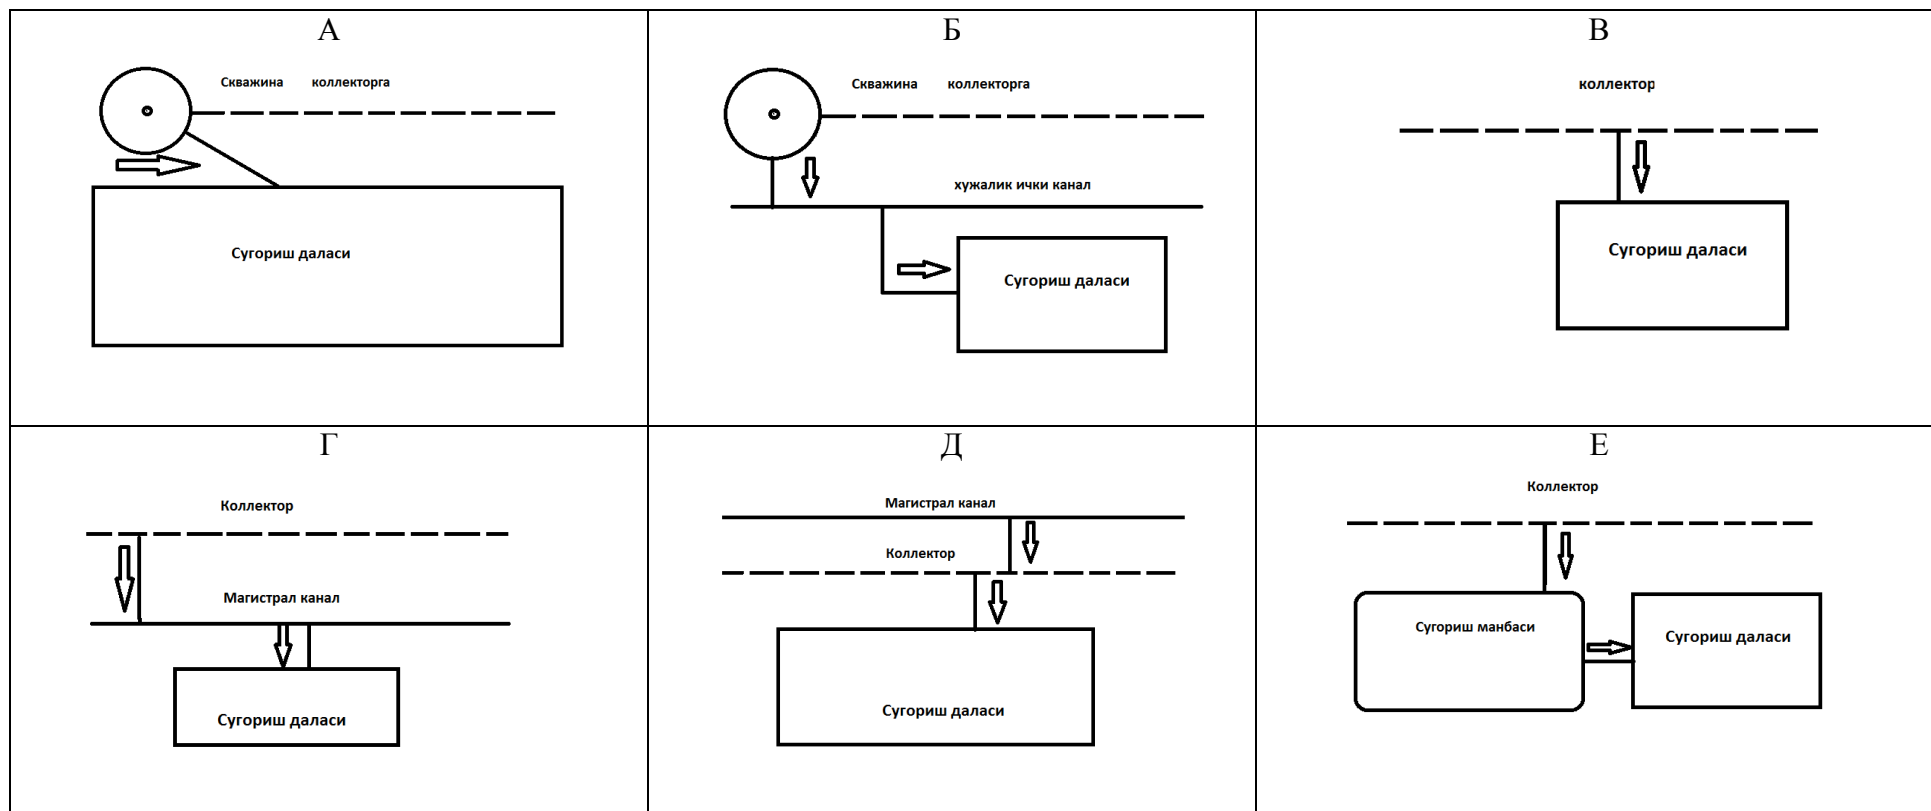 А
Скважина коллекторга
Сугориш даласи
Б
Скважина коллекторга
хужалик ички канал
Сугориш даласи
В
коллектор
Сугориш даласи
Г
Коллектор
Магистрал канал
Сугориш даласи
Д
Магистрал канал
Коллектор
Сугориш даласи
Е
Коллектор
Сугориш манбаси
Сугориш даласи